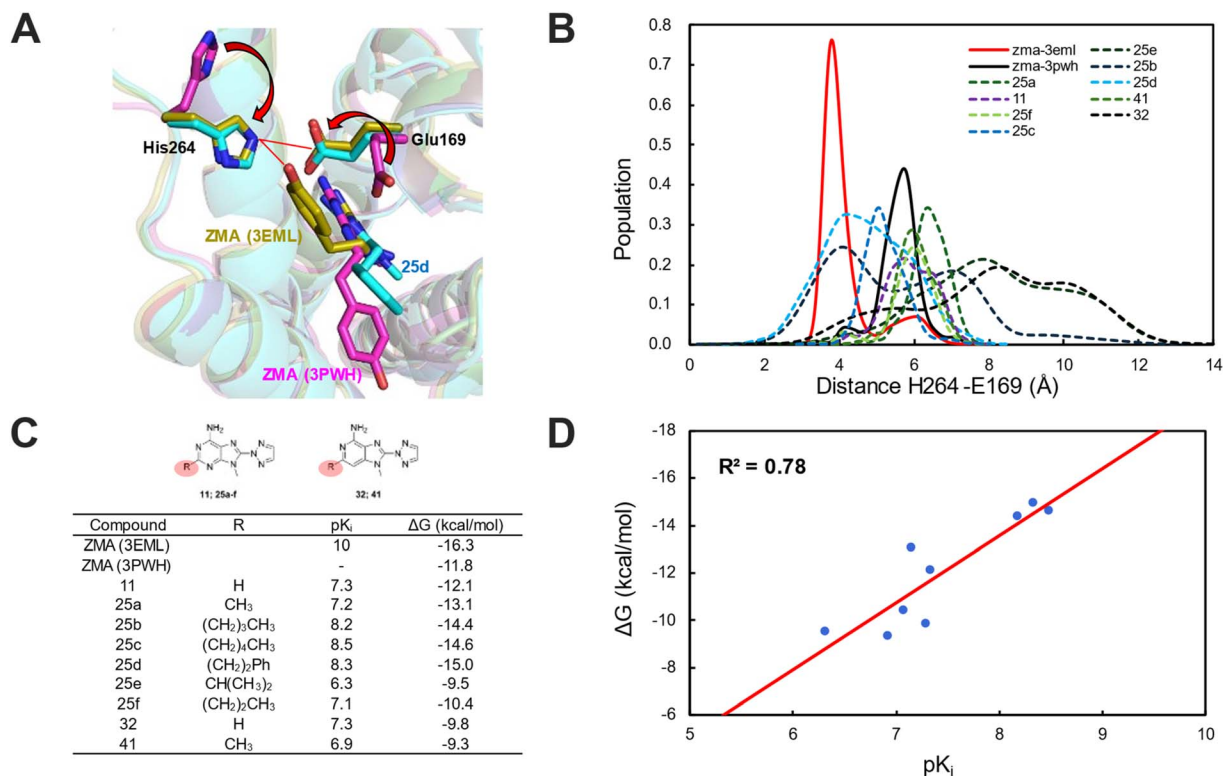 A
His264
Glu169
ZMA (3EML)
25d
ZMA (3PWH)
B
Population
0.8
0.7
0.6
0.5
0.4
0.3
0.2
0.1
0.0
0 2 4 6 8 10 12 14
Distance H264 -E169 (Å)
zma-3eml
zma-3pwh
25a
11
25f
25c
25e
25b
25d
41
32
C
NH₂
N
N
N
N
N
N
N
R
11; 25a-f
NH₂
N
N
N
N
N
N
R
32; 41
Compound R pKᵢ ΔG (kcal/mol)
ZMA (3EML) 10 -16.3
ZMA (3PWH) - -11.8
11 H 7.3 -12.1
25a CH₃ 7.2 -13.1
25b (CH₂)₃CH₃ 8.2 -14.4
25c (CH₂)₄CH₃ 8.5 -14.6
25d (CH₂)₂Ph 8.3 -15.0
25e CH(CH₃)₂ 6.3 -9.5
25f (CH₂)₂CH₃ 7.1 -10.4
32 H 7.3 -9.8
41 CH₃ 6.9 -9.3
D
R² = 0.78
ΔG (kcal/mol)
-18
-16
-14
-12
-10
-8
-6
5 6 7 8 9 10
pKᵢ